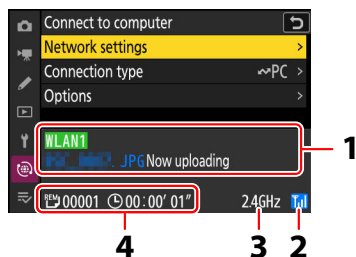 Connect to computer
Network settings
Connection type PC
Options
WLAN1
. JPG Now uploading
REM 00001 00:00′ 01″ 2.4GHz
1
4 3 2